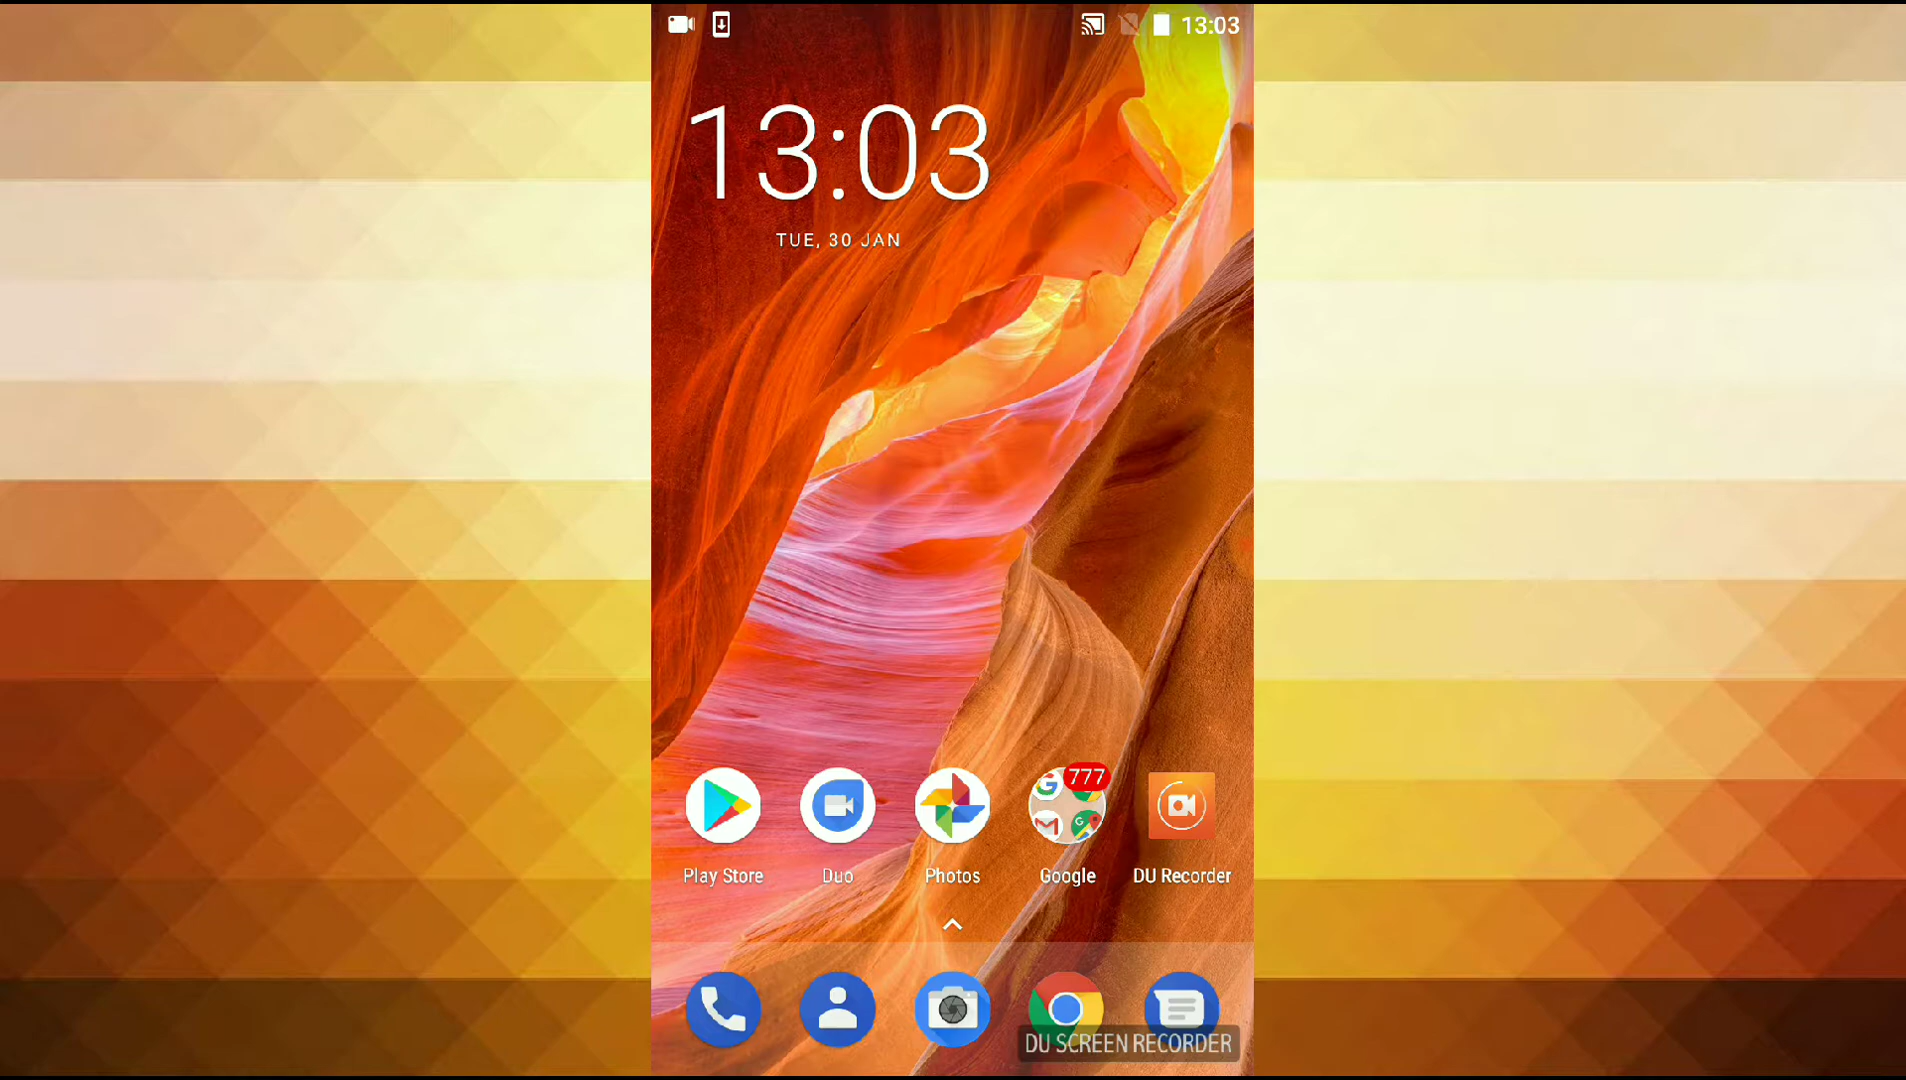 13:03
13:03
TUE, 30 JAN
777
Play Store
Duo
Photos
Google
DU Recorder
DU SCREEN RECORDER